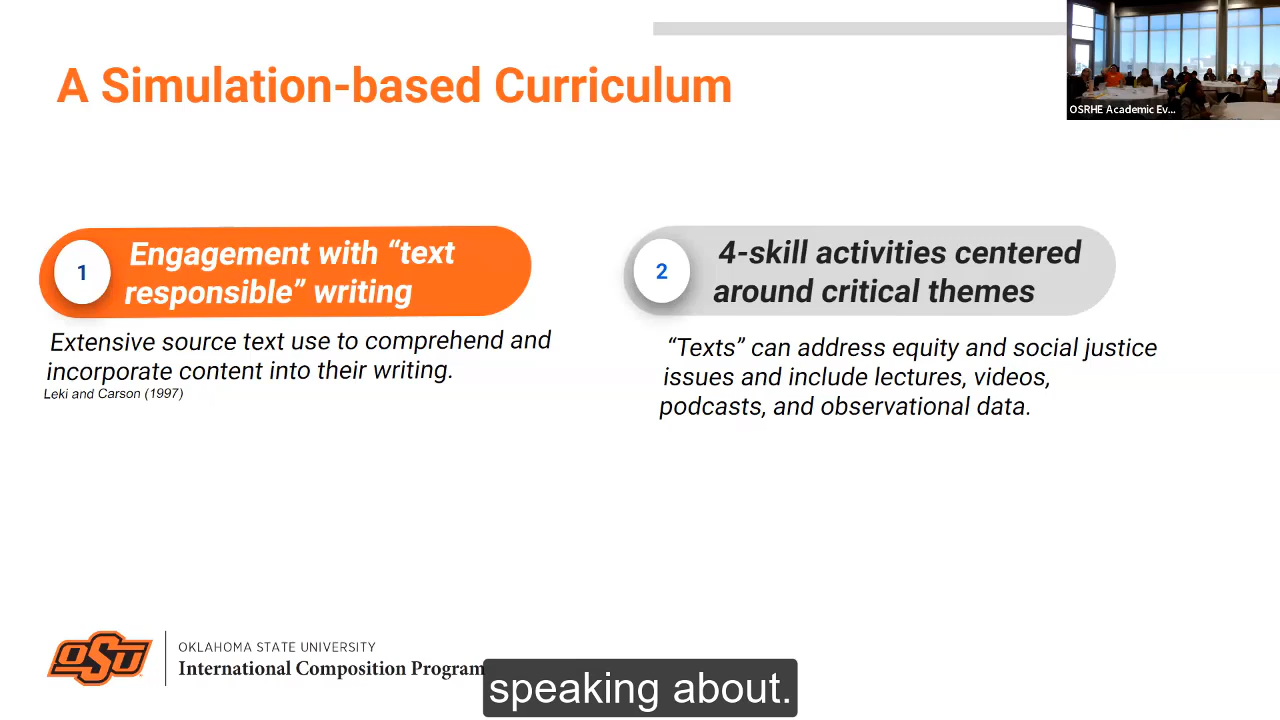 A Simulation-based Curriculum
OSRHE Academic Ev...
1
Engagement with “text
responsible” writing
Extensive source text use to comprehend and
incorporate content into their writing.
Leki and Carson (1997)
2
4-skill activities centered
around critical themes
“Texts” can address equity and social justice
issues and include lectures, videos,
podcasts, and observational data.
OSU
OKLAHOMA STATE UNIVERSITY
International Composition Program
speaking about.